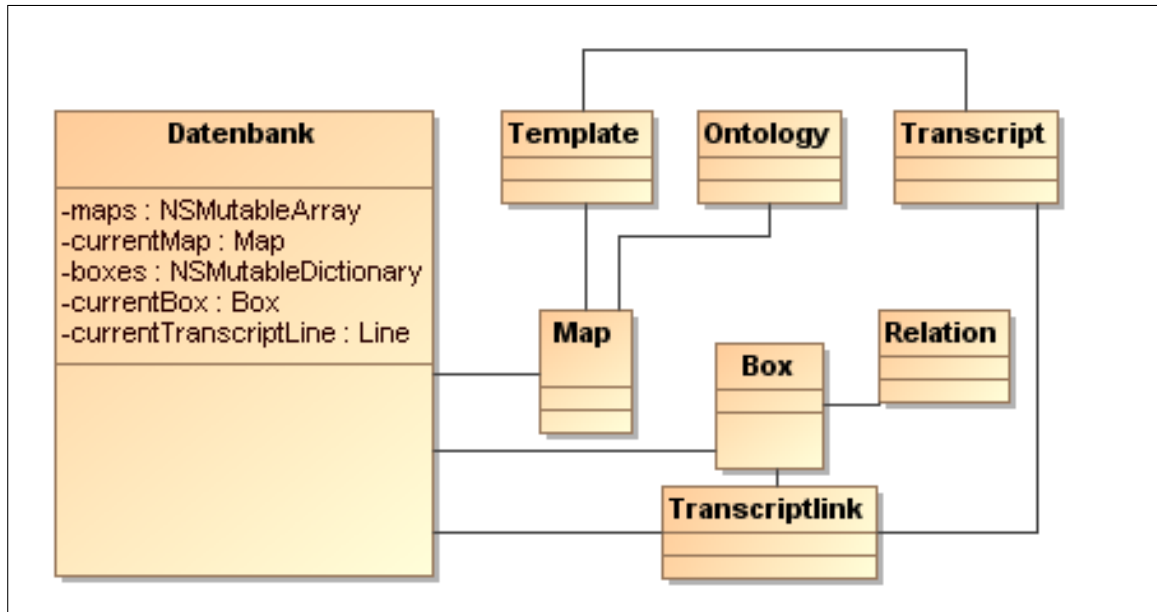 Datenbank
-maps : NSMutableArray
-currentMap : Map
-boxes : NSMutableDictionary
-currentBox : Box
-currentTranscriptLine : Line
Template
Ontology
Transcript
Map
Box
Relation
Transcriptlink